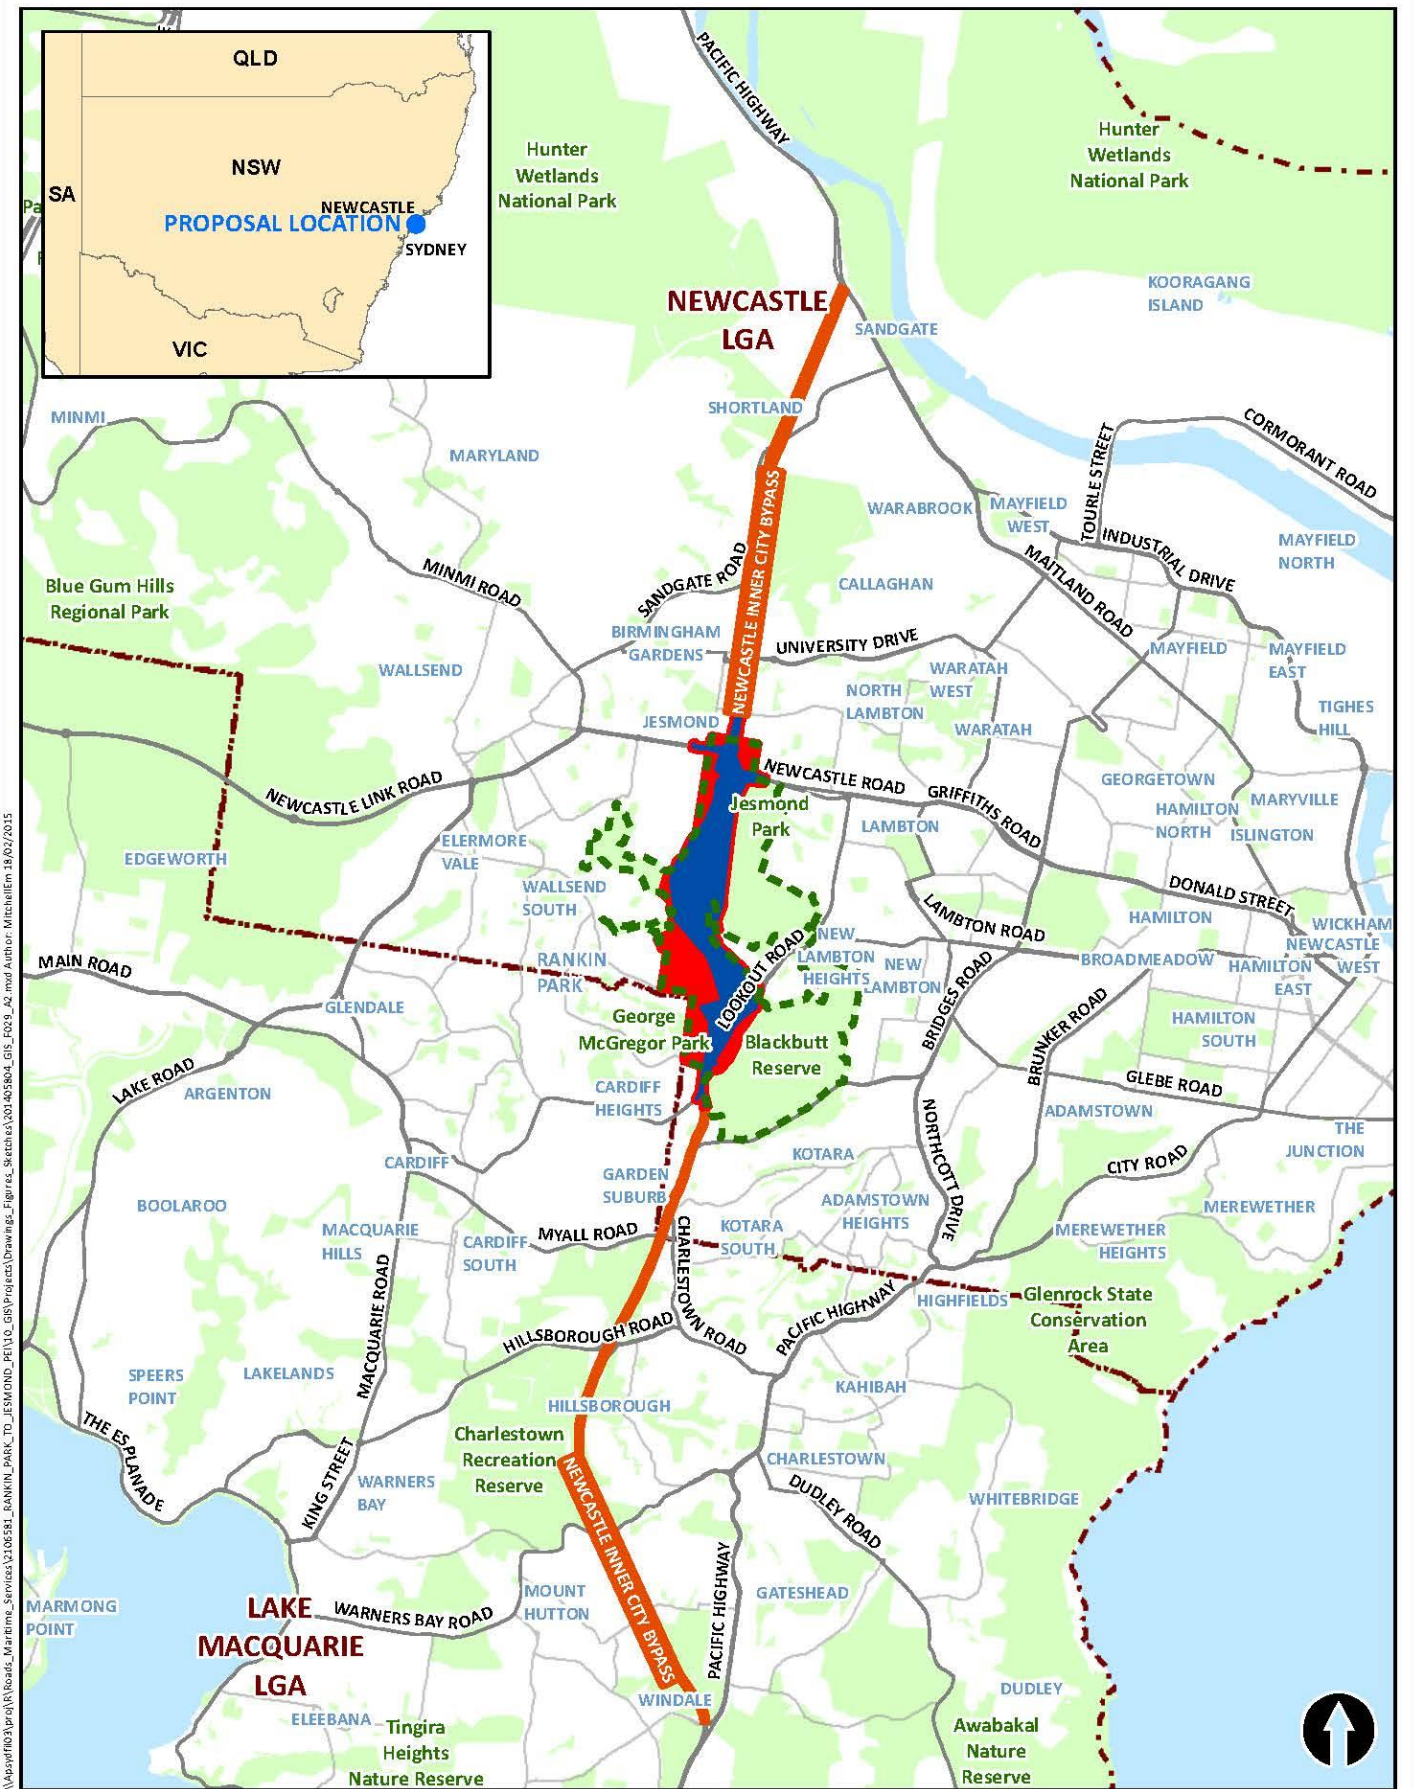 QLD
NSW
SA
NEWCASTLE
PROPOSAL LOCATION
SYDNEY
VIC
PACIFIC HIGHWAY
Hunter
Wetlands
National Park
Hunter
Wetlands
National Park
KOORAGANG
ISLAND
NEWCASTLE
LGA
SANDGATE
SHORTLAND
MINMI
MARYLAND
CORMORANT ROAD
TOURLE STREET
WARABROOK
MAYFIELD
WEST
INDUSTRIAL DRIVE
MAYFIELD
NORTH
NEWCASTLE INNER CITY BYPASS
SANDGATE ROAD
MINMI ROAD
Blue Gum Hills
Regional Park
CALLAGHAN
MAITLAND ROAD
BIRMINGHAM
GARDENS
UNIVERSITY DRIVE
MAYFIELD
MAYFIELD
EAST
WALLSEND
WARATAH
WEST
NORTH
LAMBTON
JESMOND
WARATAH
TIGHES
HILL
NEWCASTLE LINK ROAD
NEWCASTLE ROAD
GRIFFITHS ROAD
GEORGETOWN
Jesmond
Park
HAMILTON
NORTH
MARYVILLE
ISLINGTON
LAMBTON
ELERMORE
VALE
EDGEWORTH
WALLSEND
SOUTH
DONALD STREET
LAMBTON ROAD
HAMILTON
WICKHAM
NEWCASTLE
WEST
NEW
LAMBTON
HEIGHTS
NEW
LAMBTON
BROADMEADOW
HAMILTON
EAST
MAIN ROAD
RANKIN
PARK
LOOKOUT ROAD
BRIDGES ROAD
GLENDALE
George
McGregor Park
Blackbutt
Reserve
BRUNKER ROAD
HAMILTON
SOUTH
LAKE ROAD
ARGENTON
CARDIFF
HEIGHTS
GLEBE ROAD
ADAMSTOWN
NORTHCOTT DRIVE
THE
JUNCTION
CARDIFF
KOTARA
CITY ROAD
GARDEN
SUBURB
BOOLAROO
ADAMSTOWN
HEIGHTS
MEREWETHER
MACQUARIE
HILLS
CARDIFF
SOUTH
MYALL ROAD
KOTARA
SOUTH
MEREWETHER
HEIGHTS
CHARLESTOWN ROAD
MACQUARIE ROAD
PACIFIC HIGHWAY
HIGHFIELDS
Glenrock State
Conservation
Area
HILLSBOROUGH ROAD
SPEERS
POINT
LAKELANDS
KAHIBAH
HILLSBOROUGH
THE ESPLANADE
Charlestown
Recreation
Reserve
KING STREET
WARNERS
BAY
CHARLESTOWN
DUDLEY ROAD
WHITEBRIDGE
NEWCASTLE INNER CITY BYPASS
MARMONG
POINT
LAKE
MACQUARIE
LGA
WARNERS BAY ROAD
MOUNT
HUTTON
PACIFIC HIGHWAY
GATESHEAD
WINDALE
DUDLEY
ELEEBANA
Tingira
Heights
Nature Reserve
Awabakal
Nature
Reserve